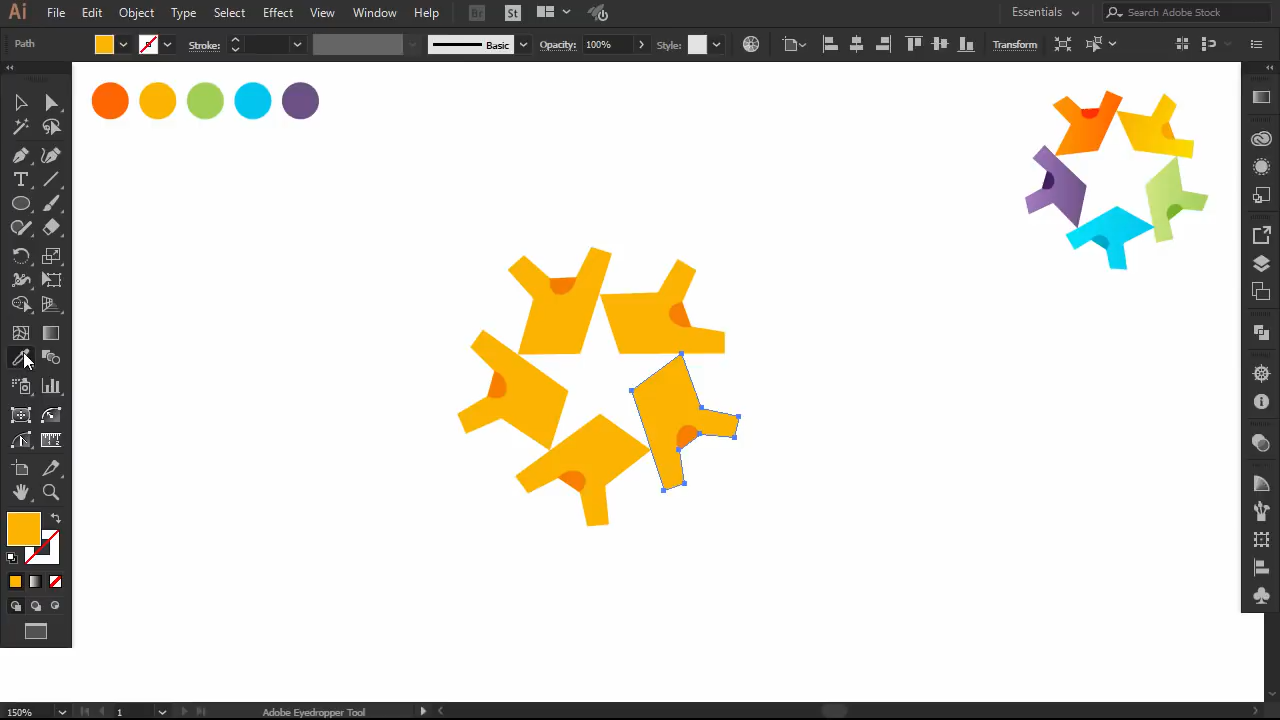 Ai File Edit Object Type Select Effect View Window Help Br St Essentials Search Adobe Stock
Path Stroke: Basic Opacity: 100% Style: Transform
T
150% 1 Adobe Eyedropper Tool